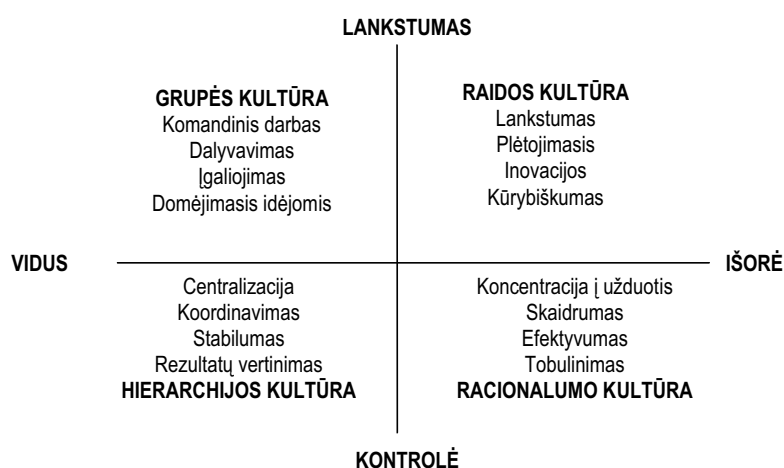 LANKSTUMAS
GRUPĖS KULTŪRA
Komandinis darbas
Dalyvavimas
Įgaliojimas
Domėjimasis idėjomis
RAIDOS KULTŪRA
Lankstumas
Plėtojimasis
Inovacijos
Kūrybiškumas
VIDUS
IŠORĖ
Centralizacija
Koordinavimas
Stabilumas
Rezultatų vertinimas
HIERARCHIJOS KULTŪRA
Koncentracija į užduotis
Skaidrumas
Efektyvumas
Tobulinimas
RACIONALUMO KULTŪRA
KONTROLĖ